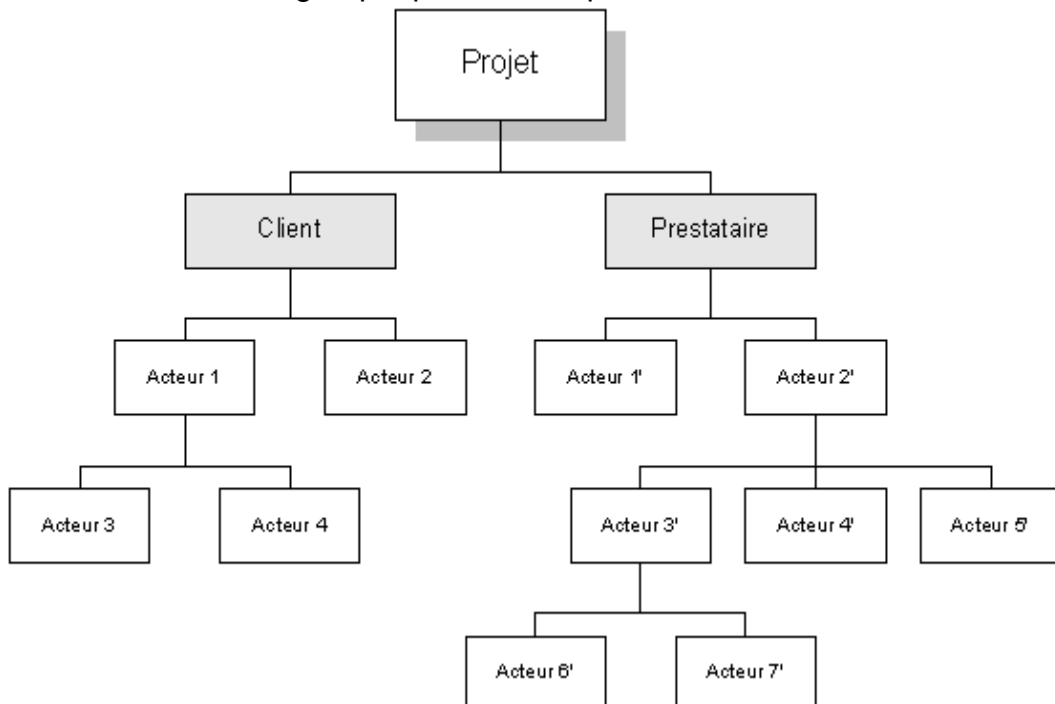 Projet
Client
Prestataire
Acteur 1
Acteur 2
Acteur 1'
Acteur 2'
Acteur 3
Acteur 4
Acteur 3'
Acteur 4'
Acteur 5'
Acteur 6'
Acteur 7'